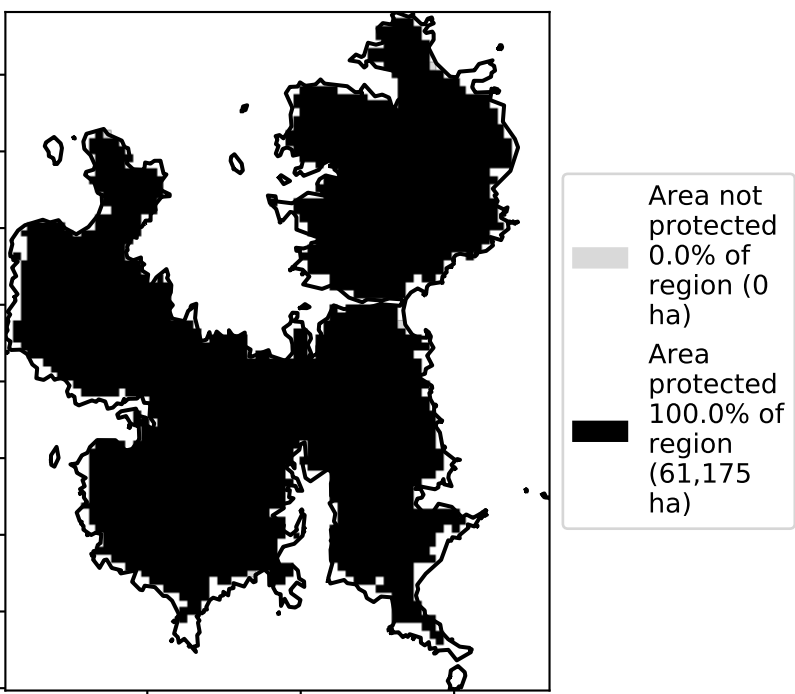 Area not
protected
0.0% of
region (0
ha)
Area
protected
100.0% of
region
(61,175
ha)